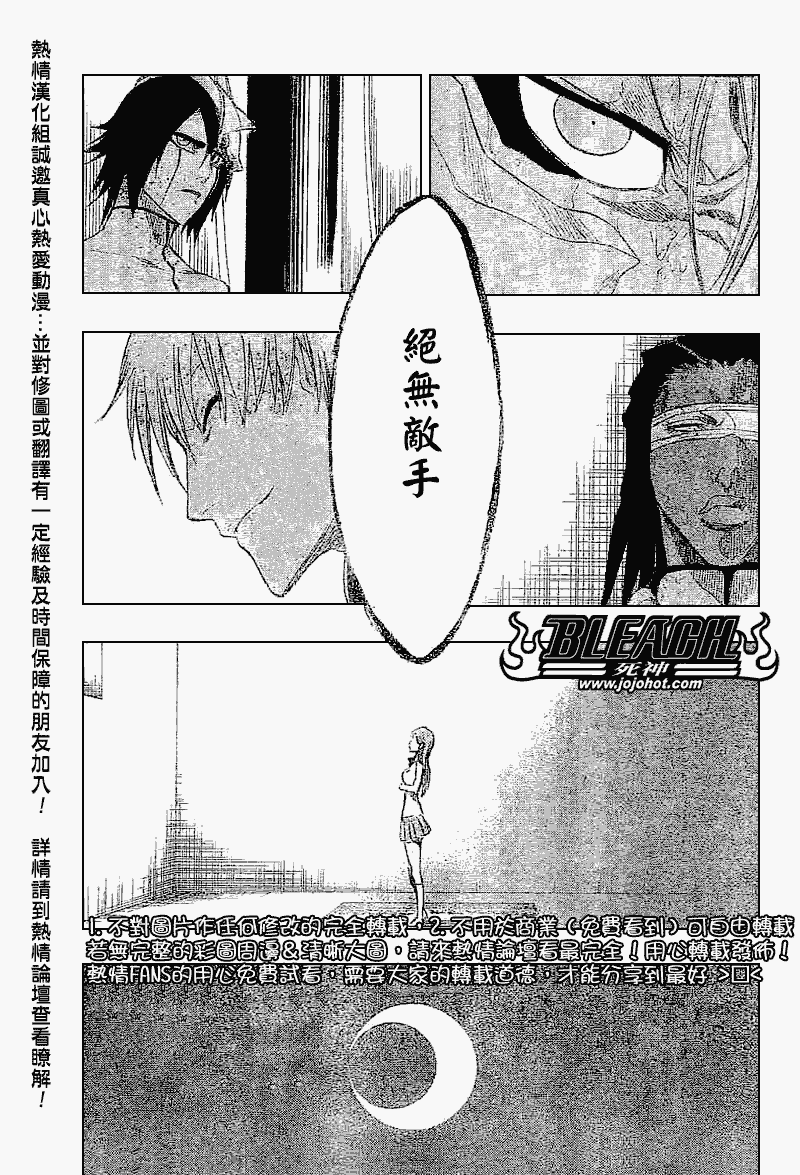 熱情漢化組誠邀真心熱愛動漫…並對修圖或翻譯有一定經驗及時間保障的朋友加入！ 詳情請到熱情論壇查看瞭解！
絕無敵手
BLEACH
死神
www.jojohot.com
1. 不對圖片作任何修改的完全轉載，2. 不用於商業（免費看到）可自由轉載
若無完整的彩圖周漫＆清晰大圖，請來熱情論壇看最完全！用心轉載發佈！
熱情FANS的用心免費試看，需要大家的轉載道德，才能分享到最好 >□<